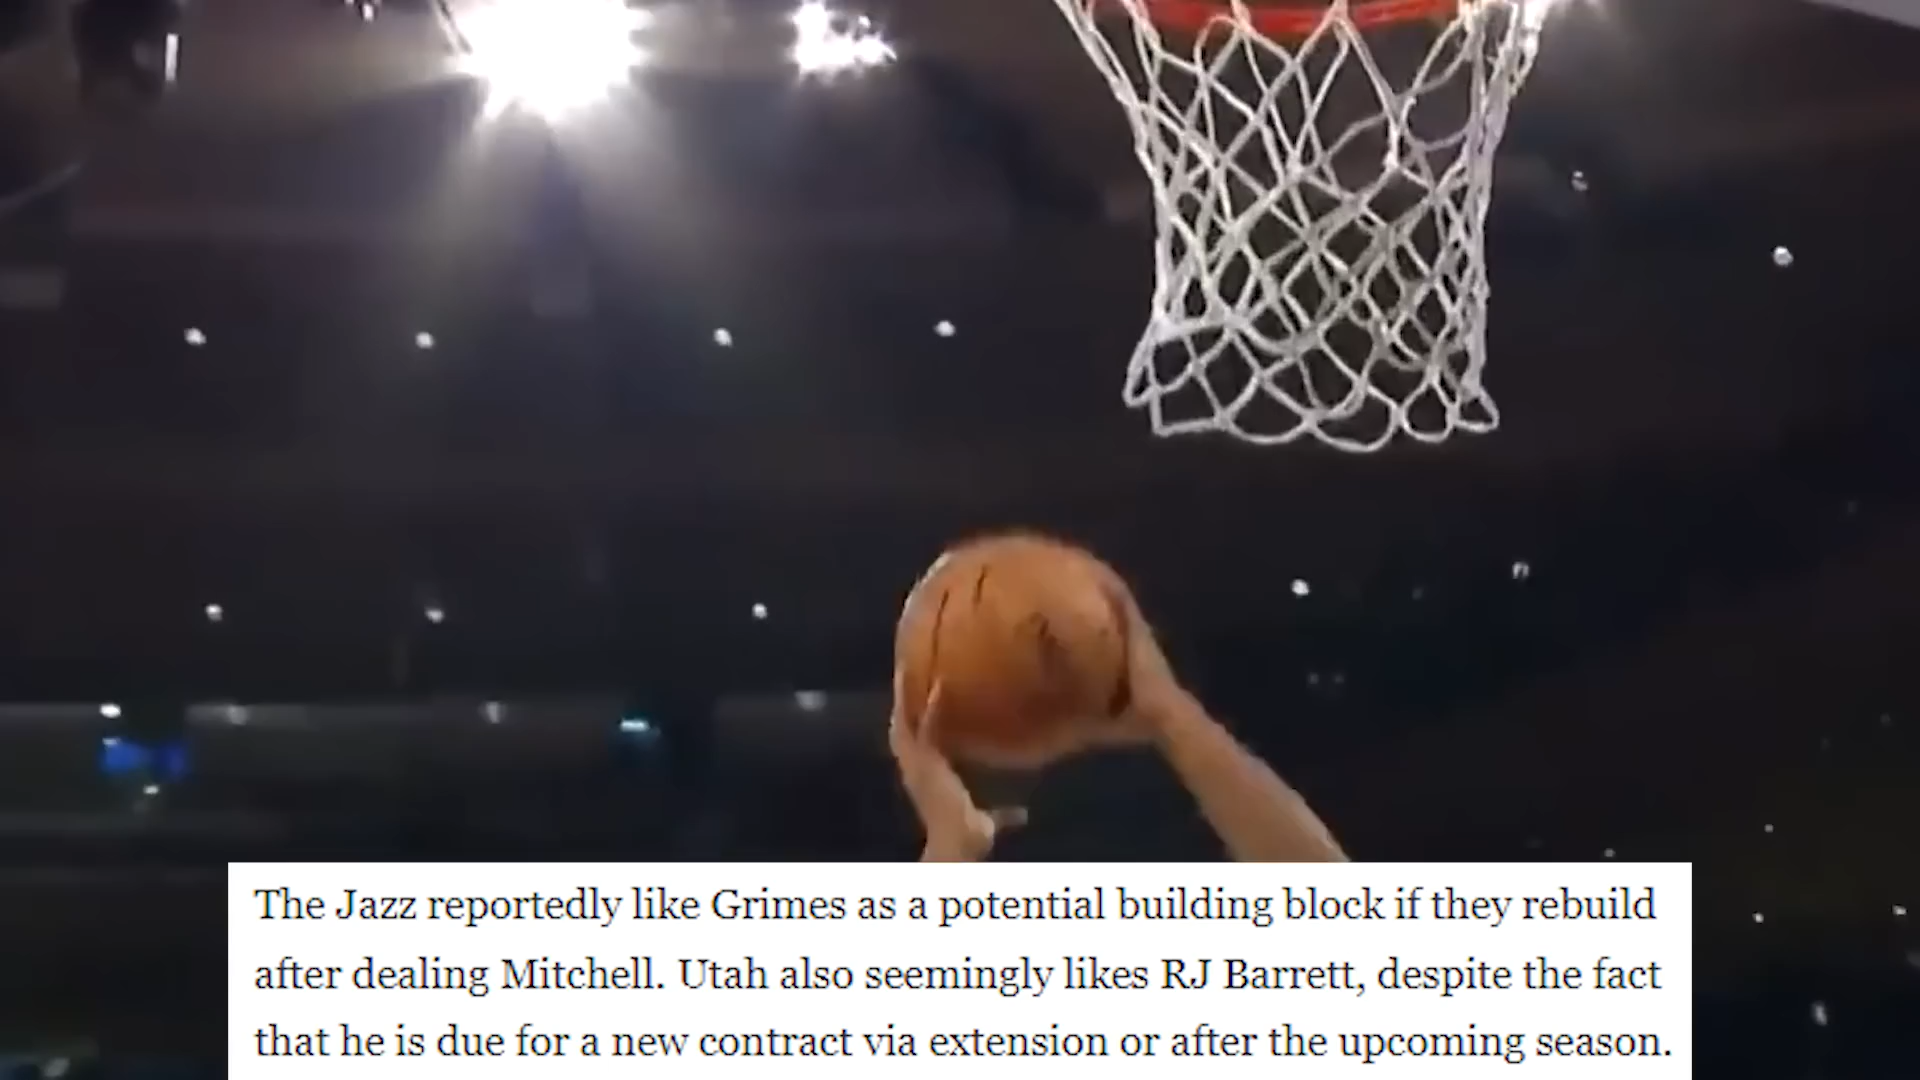 The Jazz reportedly like Grimes as a potential building block if they rebuild
after dealing Mitchell. Utah also seemingly likes RJ Barrett, despite the fact
that he is due for a new contract via extension or after the upcoming season.